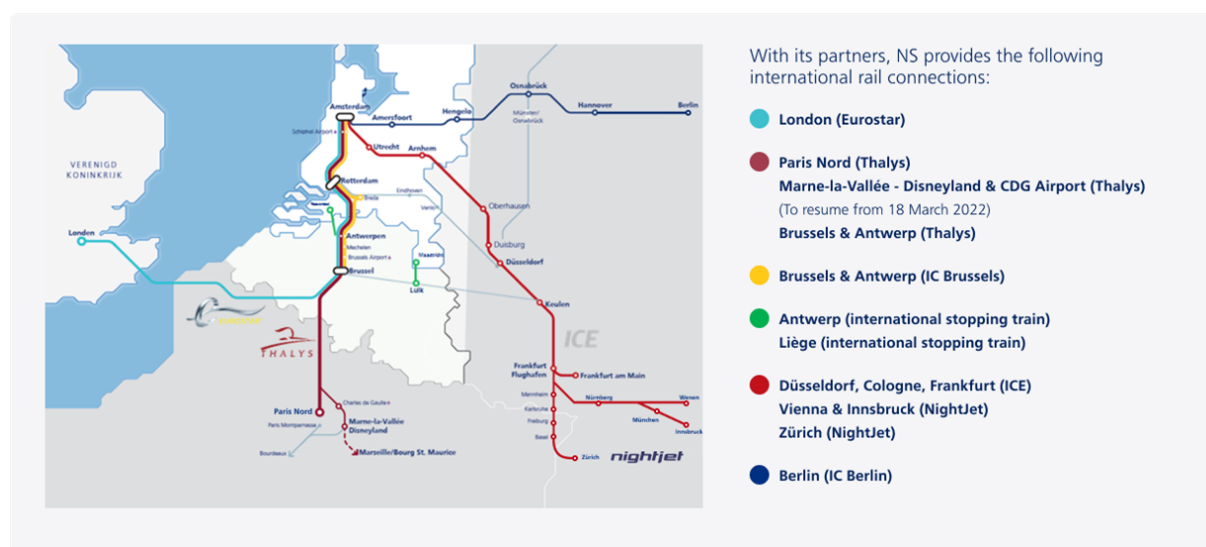 Osnabrück
Hannover
Berlin
Amsterdam
Amersfoort
Hengelo
Münster/
Osnabrück
Schiphol Airport
Utrecht
Arnhem
VERENIGD
KONINKRIJK
Rotterdam
Eindhoven
Breda
Venlo
Oberhausen
Londen
Antwerpen
Duisburg
Mechelen
Brussels Airport
Maastricht
Düsseldorf
Brussel
Luik
Keulen
THALYS
ICE
Frankfurt
Flughafen
Frankfurt am Main
Mannheim
Karlsruhe
Freiburg
Basel
Nürnberg
Wenen
München
Innsbruck
Zürich
nightjet
Charles de Gaulle
Paris Nord
Paris Montparnasse
Marne-la-Vallée
Disneyland
Bourdeaux
Marseille/Bourg St. Maurice
With its partners, NS provides the following
international rail connections:
London (Eurostar)
Paris Nord (Thalys)
Marne-la-Vallée - Disneyland & CDG Airport (Thalys)
(To resume from 18 March 2022)
Brussels & Antwerp (Thalys)
Brussels & Antwerp (IC Brussels)
Antwerp (international stopping train)
Liège (international stopping train)
Düsseldorf, Cologne, Frankfurt (ICE)
Vienna & Innsbruck (NightJet)
Zürich (NightJet)
Berlin (IC Berlin)